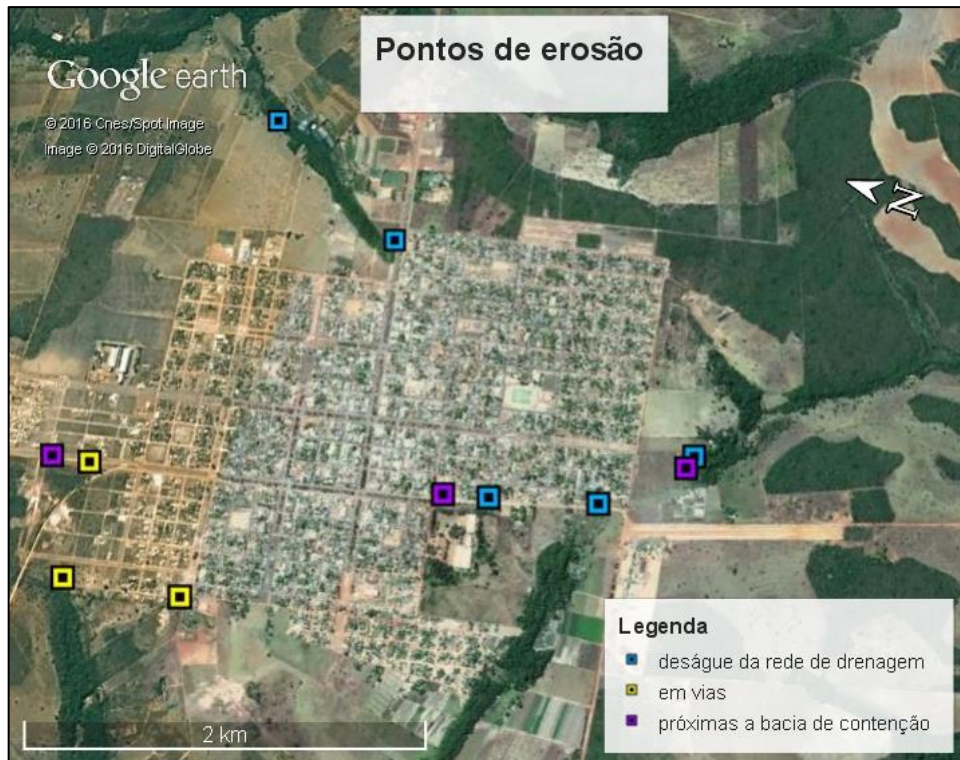 Pontos de erosão
Google earth
© 2016 Cnes/Spot Image
Image © 2016 DigitalGlobe
N
Legenda
deságue da rede de drenagem
em vias
próximas a bacia de contenção
2 km